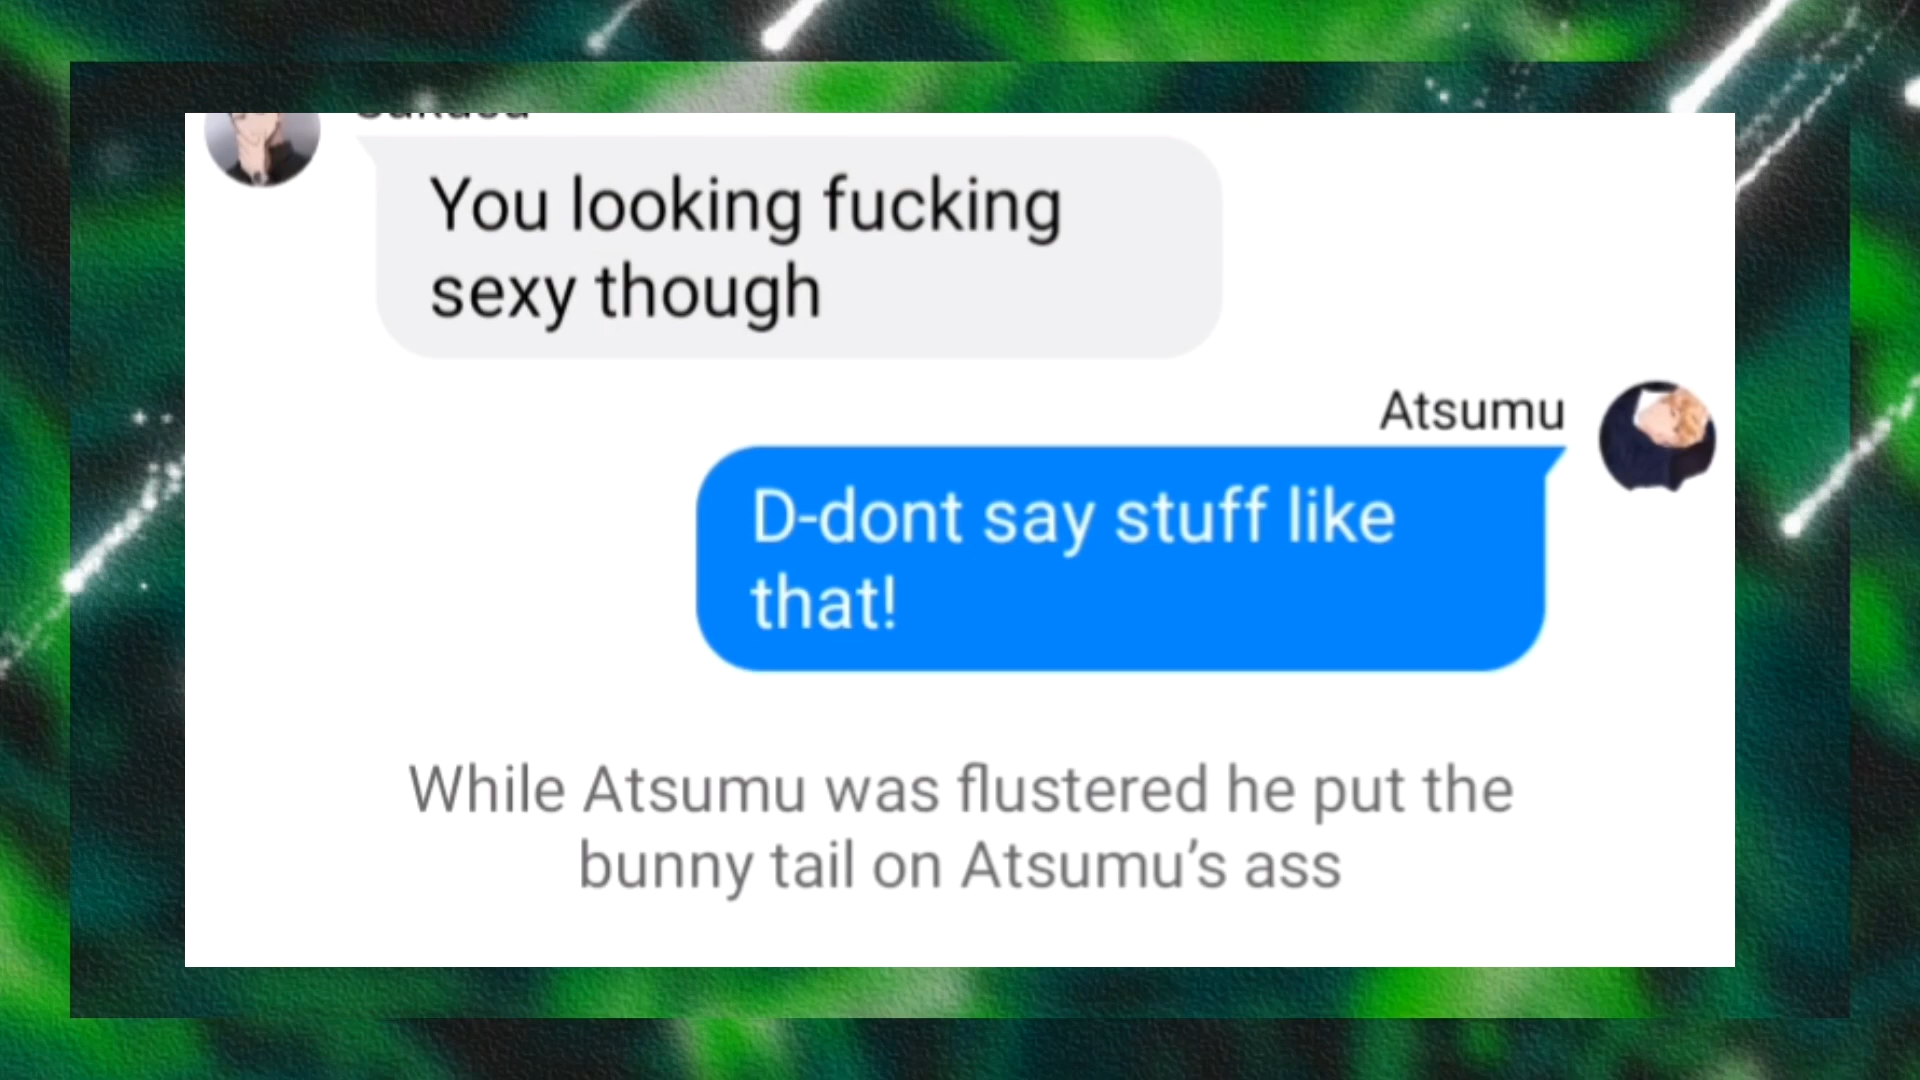 You looking fucking
sexy though
Atsumu
D-dont say stuff like
that!
While Atsumu was flustered he put the
bunny tail on Atsumu’s ass